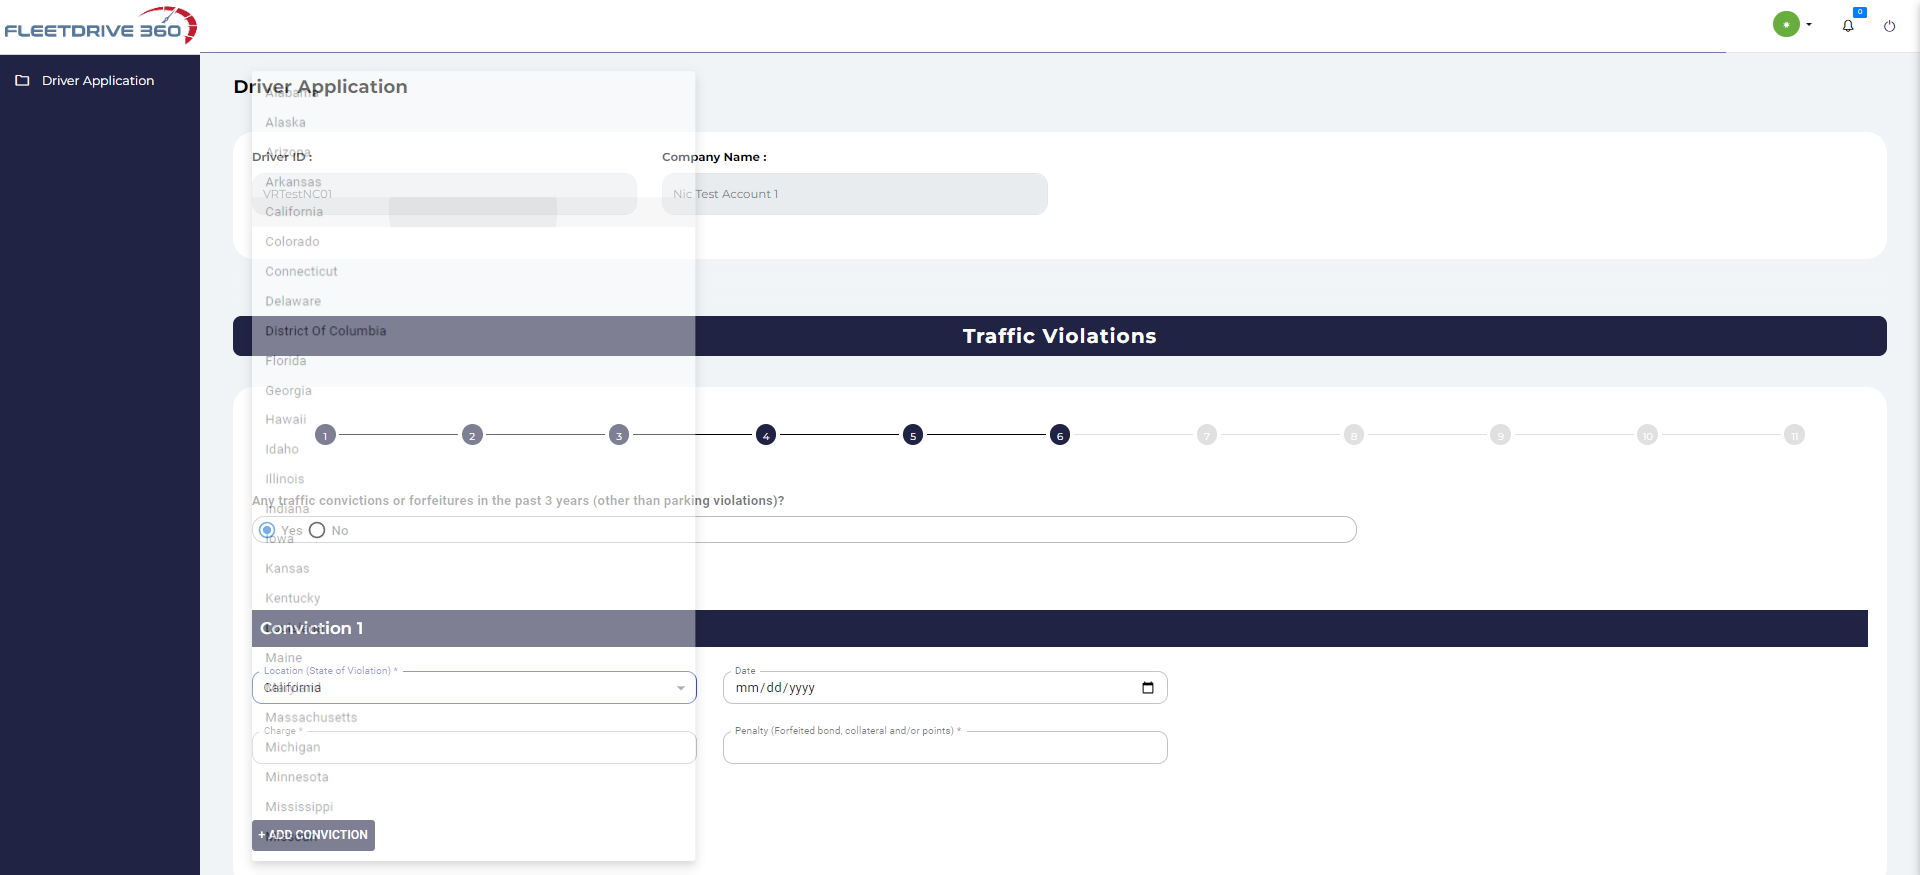 FLEETDRIVE 360
0
Driver Application
Driver Application
Alabama
Alaska
Arizona
Driver ID :
Company Name :
Arkansas
VRTestNC01
Nic Test Account 1
California
Colorado
Connecticut
Delaware
District Of Columbia
Traffic Violations
Florida
Georgia
Hawaii
1 2 3 4 5 6 7 8 9 10 11
Idaho
Illinois
Any traffic convictions or forfeitures in the past 3 years (other than parking violations)?
Indiana
Yes No
Iowa
Kansas
Kentucky
Conviction 1
Maine
Location (State of Violation) *
Date
California
Maryland
mm/dd/yyyy
Massachusetts
Charge *
Penalty (Forfeited bond, collateral and/or points) *
Michigan
Minnesota
Mississippi
+ ADD CONVICTION